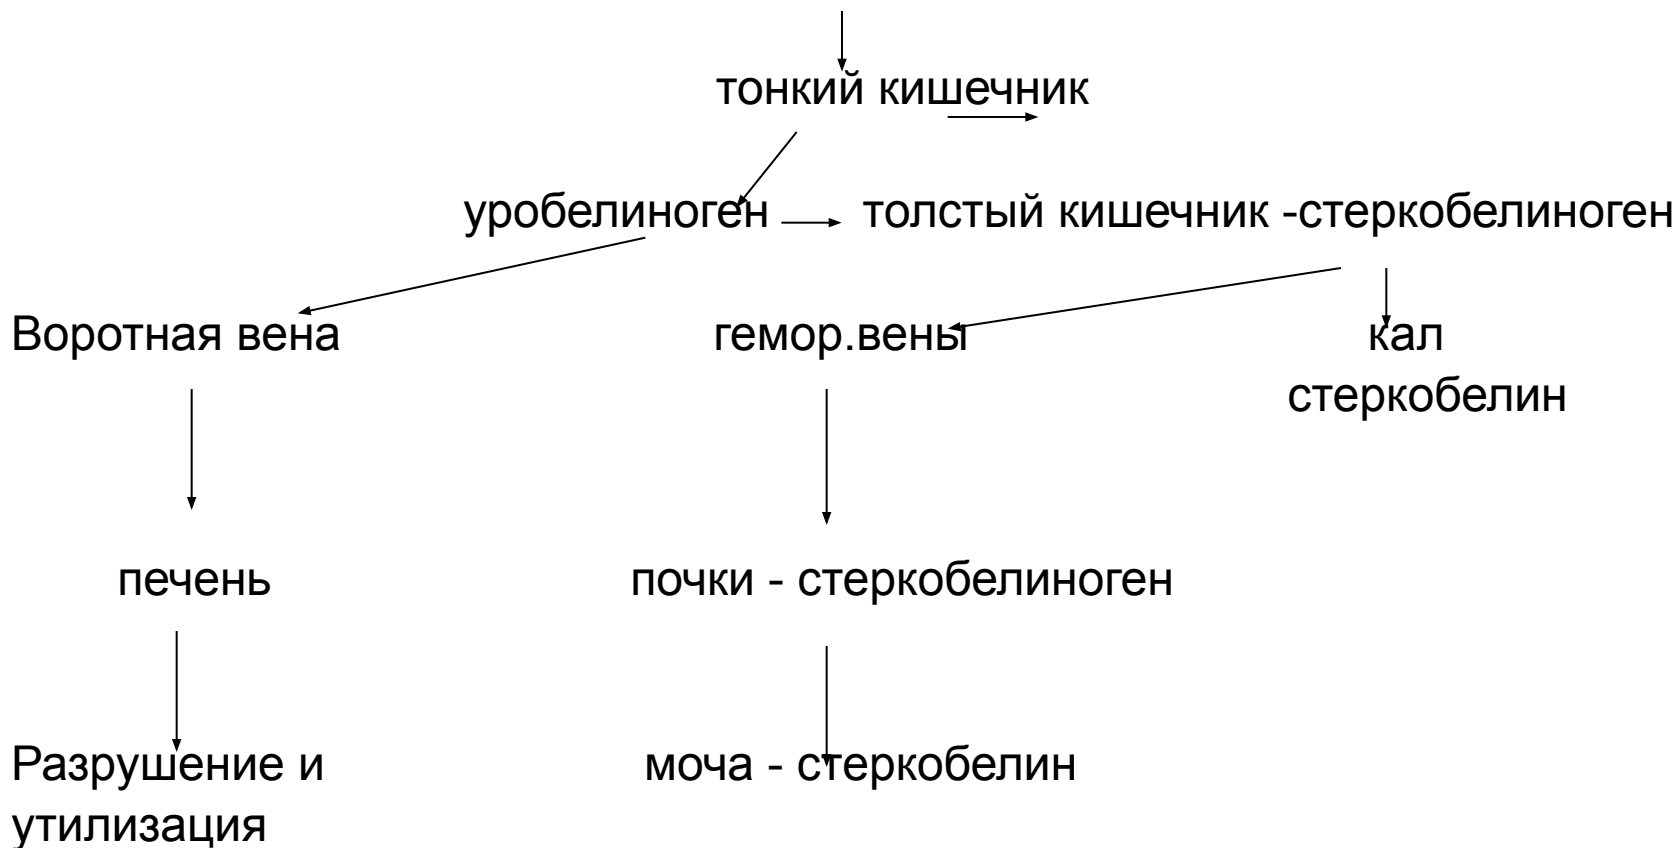 тонкий кишечник
уробелиноген толстый кишечник -стеркобелиноген
Воротная вена гемор.вены кал
стеркобелин
печень почки - стеркобелиноген
Разрушение и моча - стеркобелин
утилизация